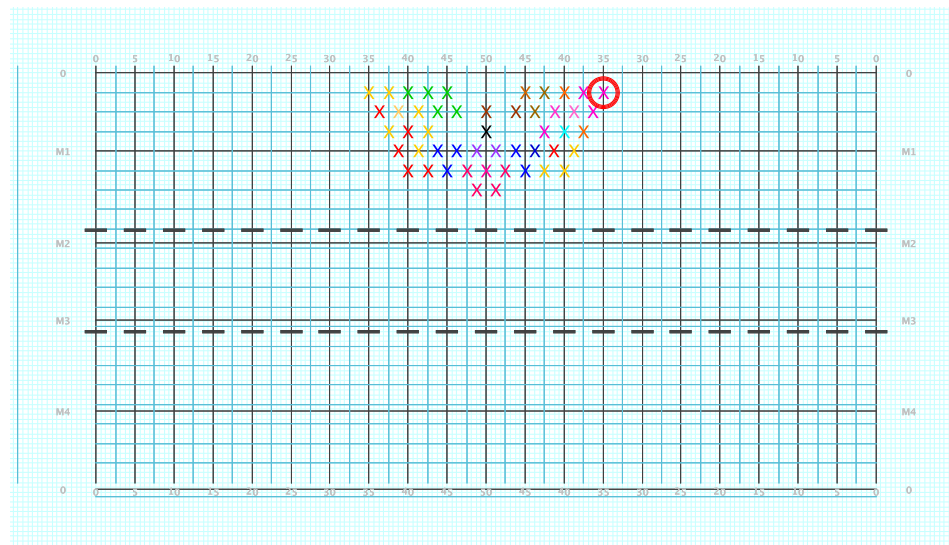 0 5 10 15 20 25 30 35 40 45 50 45 40 35 30 25 20 15 10 5 0
0 0
X X X X X X X X X X
X X X X X X X X X X X X
X X X X X X X
M1 X X X X X X X X X X M1
X X X X X X X X X
X X
M2 M2
M3 M3
M4 M4
0 0
0 5 10 15 20 25 30 35 40 45 50 45 40 35 30 25 20 15 10 5 0